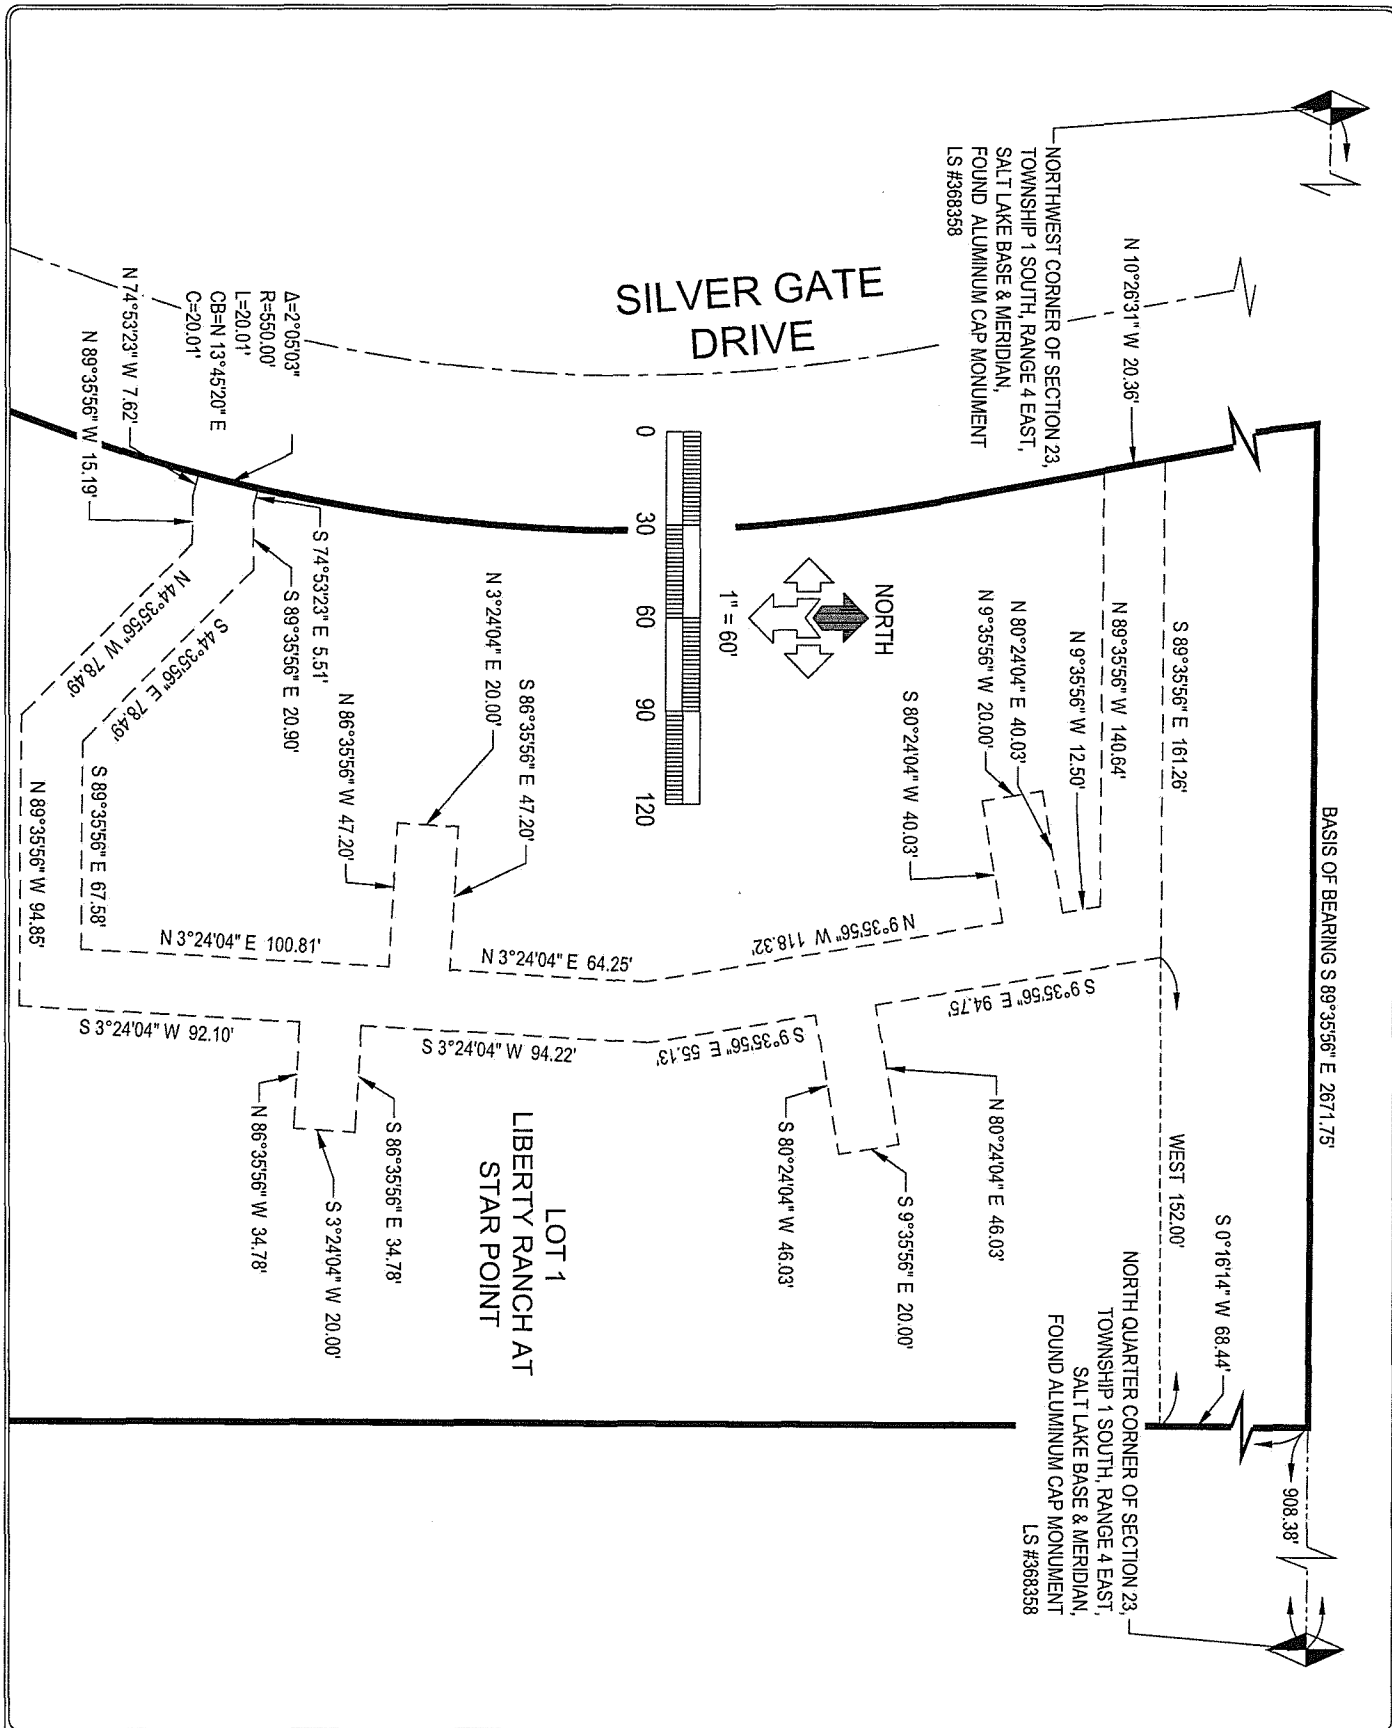 BASIS OF BEARING S 89°35'56" E 2671.75'
908.38'
NORTHWEST CORNER OF SECTION 23,
TOWNSHIP 1 SOUTH, RANGE 4 EAST,
SALT LAKE BASE & MERIDIAN,
FOUND ALUMINUM CAP MONUMENT
LS #368358
NORTH QUARTER CORNER OF SECTION 23,
TOWNSHIP 1 SOUTH, RANGE 4 EAST,
SALT LAKE BASE & MERIDIAN,
FOUND ALUMINUM CAP MONUMENT
LS #368358
S 0°16'14" W 68.44'
WEST 152.00'
N 10°26'31" W 20.36'
S 89°35'56" E 161.26'
N 89°35'56" W 140.64'
N 9°35'56" W 12.50'
N 80°24'04" E 40.03'
N 9°35'56" W 20.00'
S 80°24'04" W 40.03'
S 9°35'56" E 94.75'
N 80°24'04" E 46.03'
S 9°35'56" E 20.00'
S 80°24'04" W 46.03'
N 9°35'56" W 118.32'
S 9°35'56" E 55.13'
NORTH
1" = 60'
0
30
60
90
120
SILVER GATE
DRIVE
S 86°35'56" E 47.20'
N 3°24'04" E 20.00'
N 86°35'56" W 47.20'
N 3°24'04" E 64.25'
S 3°24'04" W 94.22'
LOT 1
LIBERTY RANCH AT
STAR POINT
S 86°35'56" E 34.78'
S 3°24'04" W 20.00'
N 86°35'56" W 34.78'
S 74°53'23" E 5.51'
S 89°35'56" E 20.90'
Δ=2°05'03"
R=550.00'
L=20.01'
CB=N 13°45'20" E
C=20.01'
N 74°53'23" W 7.62'
N 89°35'56" W 15.19'
S 44°35'56" E 78.49'
N 44°35'56" W 78.49'
N 3°24'04" E 100.81'
S 3°24'04" W 92.10'
S 89°35'56" E 67.58'
N 89°35'56" W 94.85'